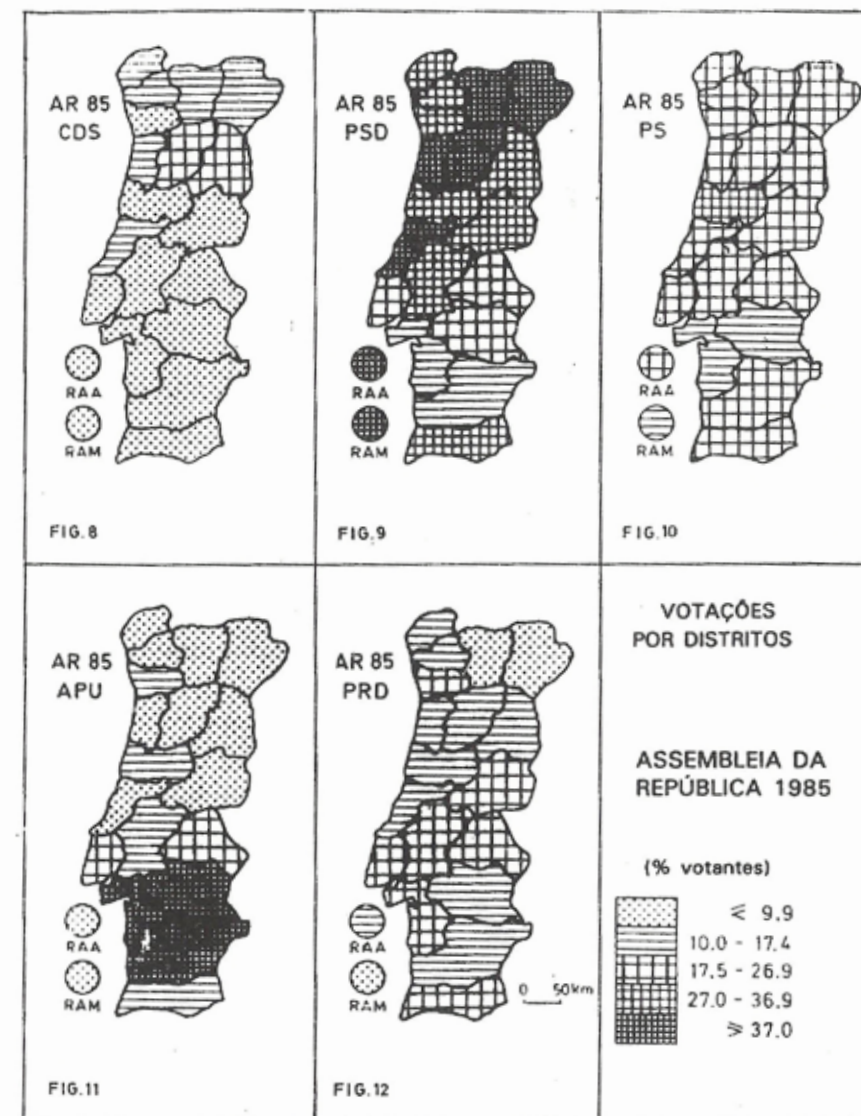 AR 85
CDS
RAA
RAM
FIG.8
AR 85
PSD
RAA
RAM
FIG.9
AR 85
PS
RAA
RAM
FIG.10
AR 85
APU
RAA
RAM
FIG.11
AR 85
PRD
RAA
RAM
0 50km
FIG.12
VOTAÇÕES
POR DISTRITOS
ASSEMBLEIA DA
REPÚBLICA 1985
(% votantes)
⩽ 9.9
10.0 - 17.4
17.5 - 26.9
27.0 - 36.9
⩾ 37.0